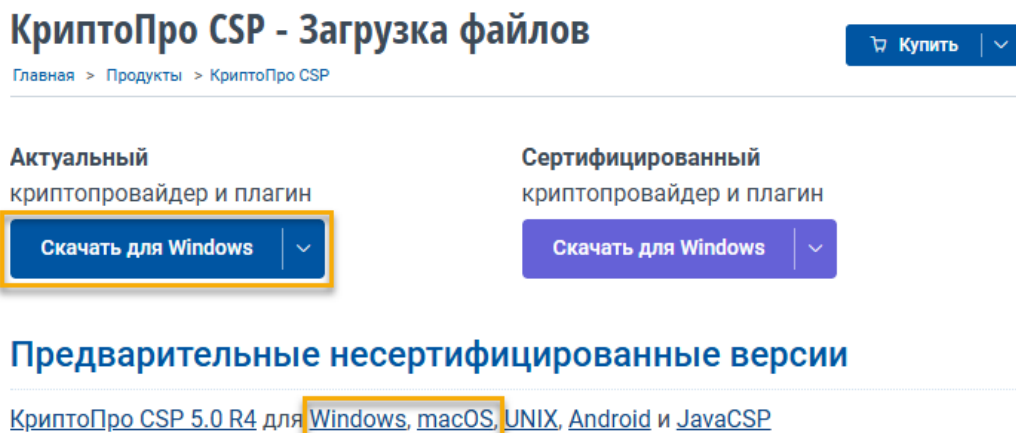 КриптоПро CSP - Загрузка файлов
Купить
Главная > Продукты > КриптоПро CSP
Актуальный
криптопровайдер и плагин
Скачать для Windows
Сертифицированный
криптопровайдер и плагин
Скачать для Windows
Предварительные несертифицированные версии
КриптоПро CSP 5.0 R4 для Windows, macOS, UNIX, Android и JavaCSP